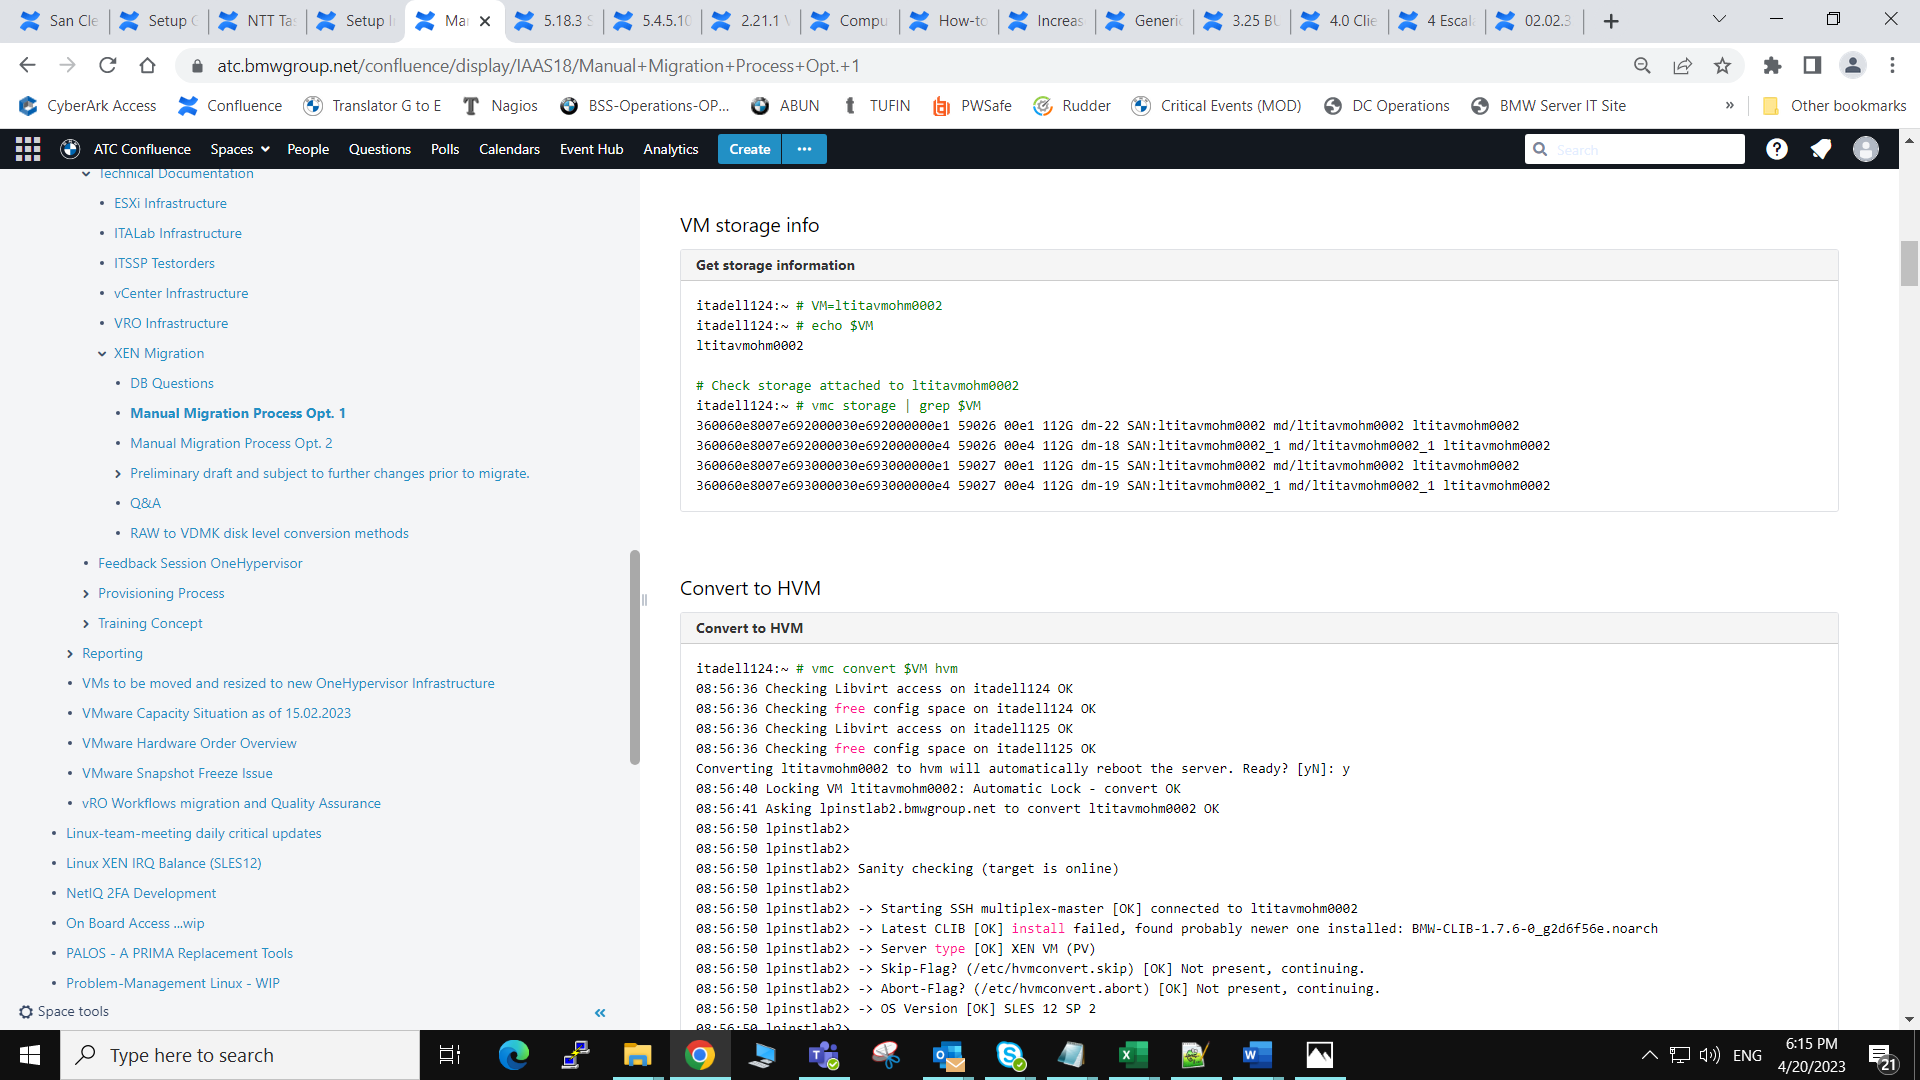 San Cle
Setup
NTT Tas
Setup In
Mar
5.18.3 S
5.4.5.10
2.21.1
Compu
How-to
Increas
Generic
3.25 BU
4.0 Clie
4 Escala
02.02.3
atc.bmwgroup.net/confluence/display/IAAS18/Manual+Migration+Process+Opt.+1
CyberArk Access
Confluence
Translator G to E
Nagios
BSS-Operations-OP...
ABUN
TUFIN
PWSafe
Rudder
Critical Events (MOD)
DC Operations
BMW Server IT Site
»
Other bookmarks
ATC Confluence
Spaces
People
Questions
Polls
Calendars
Event Hub
Analytics
Create
Search
Technical Documentation
ESXi Infrastructure
ITALab Infrastructure
ITSSP Testorders
vCenter Infrastructure
VRO Infrastructure
XEN Migration
DB Questions
Manual Migration Process Opt. 1
Manual Migration Process Opt. 2
Preliminary draft and subject to further changes prior to migrate.
Q&A
RAW to VDMK disk level conversion methods
Feedback Session OneHypervisor
Provisioning Process
Training Concept
Reporting
VMs to be moved and resized to new OneHypervisor Infrastructure
VMware Capacity Situation as of 15.02.2023
VMware Hardware Order Overview
VMware Snapshot Freeze Issue
vRO Workflows migration and Quality Assurance
Linux-team-meeting daily critical updates
Linux XEN IRQ Balance (SLES12)
NetIQ 2FA Development
On Board Access ...wip
PALOS - A PRIMA Replacement Tools
Problem-Management Linux - WIP
Space tools
VM storage info
Get storage information
itadell124:~ # VM=ltitavmohm0002
itadell124:~ # echo $VM
ltitavmohm0002
# Check storage attached to ltitavmohm0002
itadell124:~ # vmc storage | grep $VM
360060e8007e692000030e692000000e1 59026 00e1 112G dm-22 SAN:ltitavmohm0002 md/ltitavmohm0002 ltitavmohm0002
360060e8007e692000030e692000000e4 59026 00e4 112G dm-18 SAN:ltitavmohm0002_1 md/ltitavmohm0002_1 ltitavmohm0002
360060e8007e693000030e693000000e1 59027 00e1 112G dm-15 SAN:ltitavmohm0002 md/ltitavmohm0002 ltitavmohm0002
360060e8007e693000030e693000000e4 59027 00e4 112G dm-19 SAN:ltitavmohm0002_1 md/ltitavmohm0002_1 ltitavmohm0002
Convert to HVM
Convert to HVM
itadell124:~ # vmc convert $VM hvm
08:56:36 Checking Libvirt access on itadell124 OK
08:56:36 Checking free config space on itadell124 OK
08:56:36 Checking Libvirt access on itadell125 OK
08:56:36 Checking free config space on itadell125 OK
Converting ltitavmohm0002 to hvm will automatically reboot the server. Ready? [yN]: y
08:56:40 Locking VM ltitavmohm0002: Automatic Lock - convert OK
08:56:41 Asking lpinstlab2.bmwgroup.net to convert ltitavmohm0002 OK
08:56:50 lpinstlab2>
08:56:50 lpinstlab2>
08:56:50 lpinstlab2> Sanity checking (target is online)
08:56:50 lpinstlab2>
08:56:50 lpinstlab2> -> Starting SSH multiplex-master [OK] connected to ltitavmohm0002
08:56:50 lpinstlab2> -> Latest CLIB [OK] install failed, found probably newer one installed: BMW-CLIB-1.7.6-0_g2d6f56e.noarch
08:56:50 lpinstlab2> -> Server type [OK] XEN VM (PV)
08:56:50 lpinstlab2> -> Skip-Flag? (/etc/hvmconvert.skip) [OK] Not present, continuing.
08:56:50 lpinstlab2> -> Abort-Flag? (/etc/hvmconvert.abort) [OK] Not present, continuing.
08:56:50 lpinstlab2> -> OS Version [OK] SLES 12 SP 2
08:56:50 lpinstlab2>
Type here to search
ENG
6:15 PM
4/20/2023
21